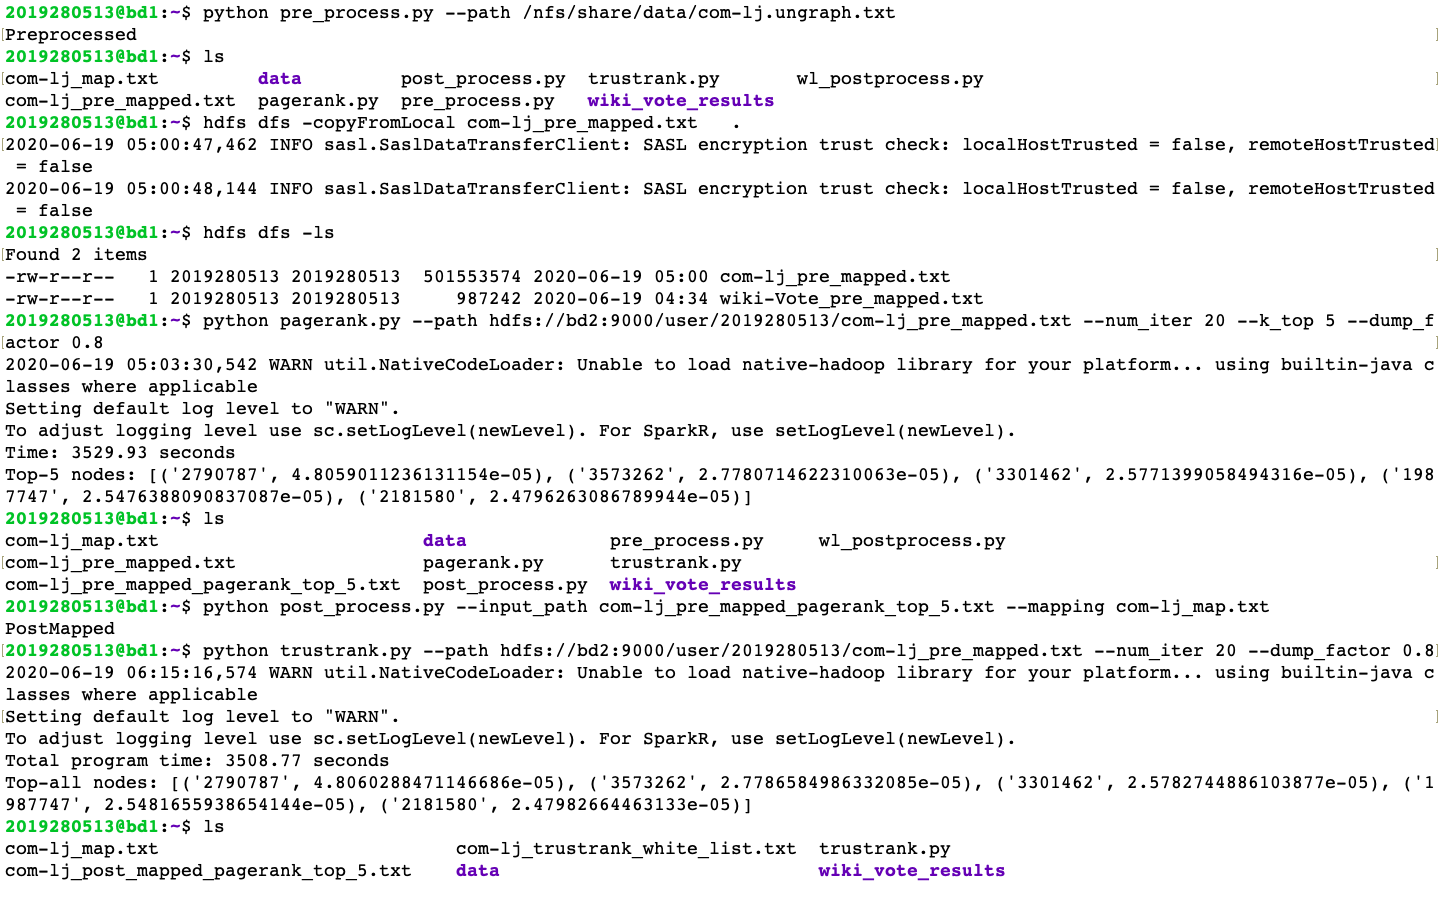 2019280513@bd1:~$ python pre_process.py --path /nfs/share/data/com-lj.ungraph.txt
[Preprocessed ]
2019280513@bd1:~$ ls
com-lj_map.txt data post_process.py trustrank.py wl_postprocess.py ]
com-lj_pre_mapped.txt pagerank.py pre_process.py wiki_vote_results
2019280513@bd1:~$ hdfs dfs -copyFromLocal com-lj_pre_mapped.txt .
[2020-06-19 05:00:47,462 INFO sasl.SaslDataTransferClient: SASL encryption trust check: localHostTrusted = false, remoteHostTrusted]
= false
2020-06-19 05:00:48,144 INFO sasl.SaslDataTransferClient: SASL encryption trust check: localHostTrusted = false, remoteHostTrusted
= false
2019280513@bd1:~$ hdfs dfs -ls
[Found 2 items ]
-rw-r--r-- 1 2019280513 2019280513 501553574 2020-06-19 05:00 com-lj_pre_mapped.txt
-rw-r--r-- 1 2019280513 2019280513 987242 2020-06-19 04:34 wiki-Vote_pre_mapped.txt
2019280513@bd1:~$ python pagerank.py --path hdfs://bd2:9000/user/2019280513/com-lj_pre_mapped.txt --num_iter 20 --k_top 5 --dump_f
[actor 0.8 ]
2020-06-19 05:03:30,542 WARN util.NativeCodeLoader: Unable to load native-hadoop library for your platform... using builtin-java c
lasses where applicable
Setting default log level to "WARN".
To adjust logging level use sc.setLogLevel(newLevel). For SparkR, use setLogLevel(newLevel).
Time: 3529.93 seconds
Top-5 nodes: [('2790787', 4.8059011236131154e-05), ('3573262', 2.7780714622310063e-05), ('3301462', 2.5771399058494316e-05), ('198
7747', 2.5476388090837087e-05), ('2181580', 2.4796263086789944e-05)]
2019280513@bd1:~$ ls
com-lj_map.txt data pre_process.py wl_postprocess.py
[com-lj_pre_mapped.txt pagerank.py trustrank.py ]
com-lj_pre_mapped_pagerank_top_5.txt post_process.py wiki_vote_results
2019280513@bd1:~$ python post_process.py --input_path com-lj_pre_mapped_pagerank_top_5.txt --mapping com-lj_map.txt
PostMapped
[2019280513@bd1:~$ python trustrank.py --path hdfs://bd2:9000/user/2019280513/com-lj_pre_mapped.txt --num_iter 20 --dump_factor 0.8]
2020-06-19 06:15:16,574 WARN util.NativeCodeLoader: Unable to load native-hadoop library for your platform... using builtin-java c
lasses where applicable
[Setting default log level to "WARN". ]
To adjust logging level use sc.setLogLevel(newLevel). For SparkR, use setLogLevel(newLevel).
Total program time: 3508.77 seconds
Top-all nodes: [('2790787', 4.8060288471146686e-05), ('3573262', 2.7786584986332085e-05), ('3301462', 2.5782744886103877e-05), ('1
987747', 2.5481655938654144e-05), ('2181580', 2.47982664463133e-05)]
2019280513@bd1:~$ ls
com-lj_map.txt com-lj_trustrank_white_list.txt trustrank.py
com-lj_post_mapped_pagerank_top_5.txt data wiki_vote_results